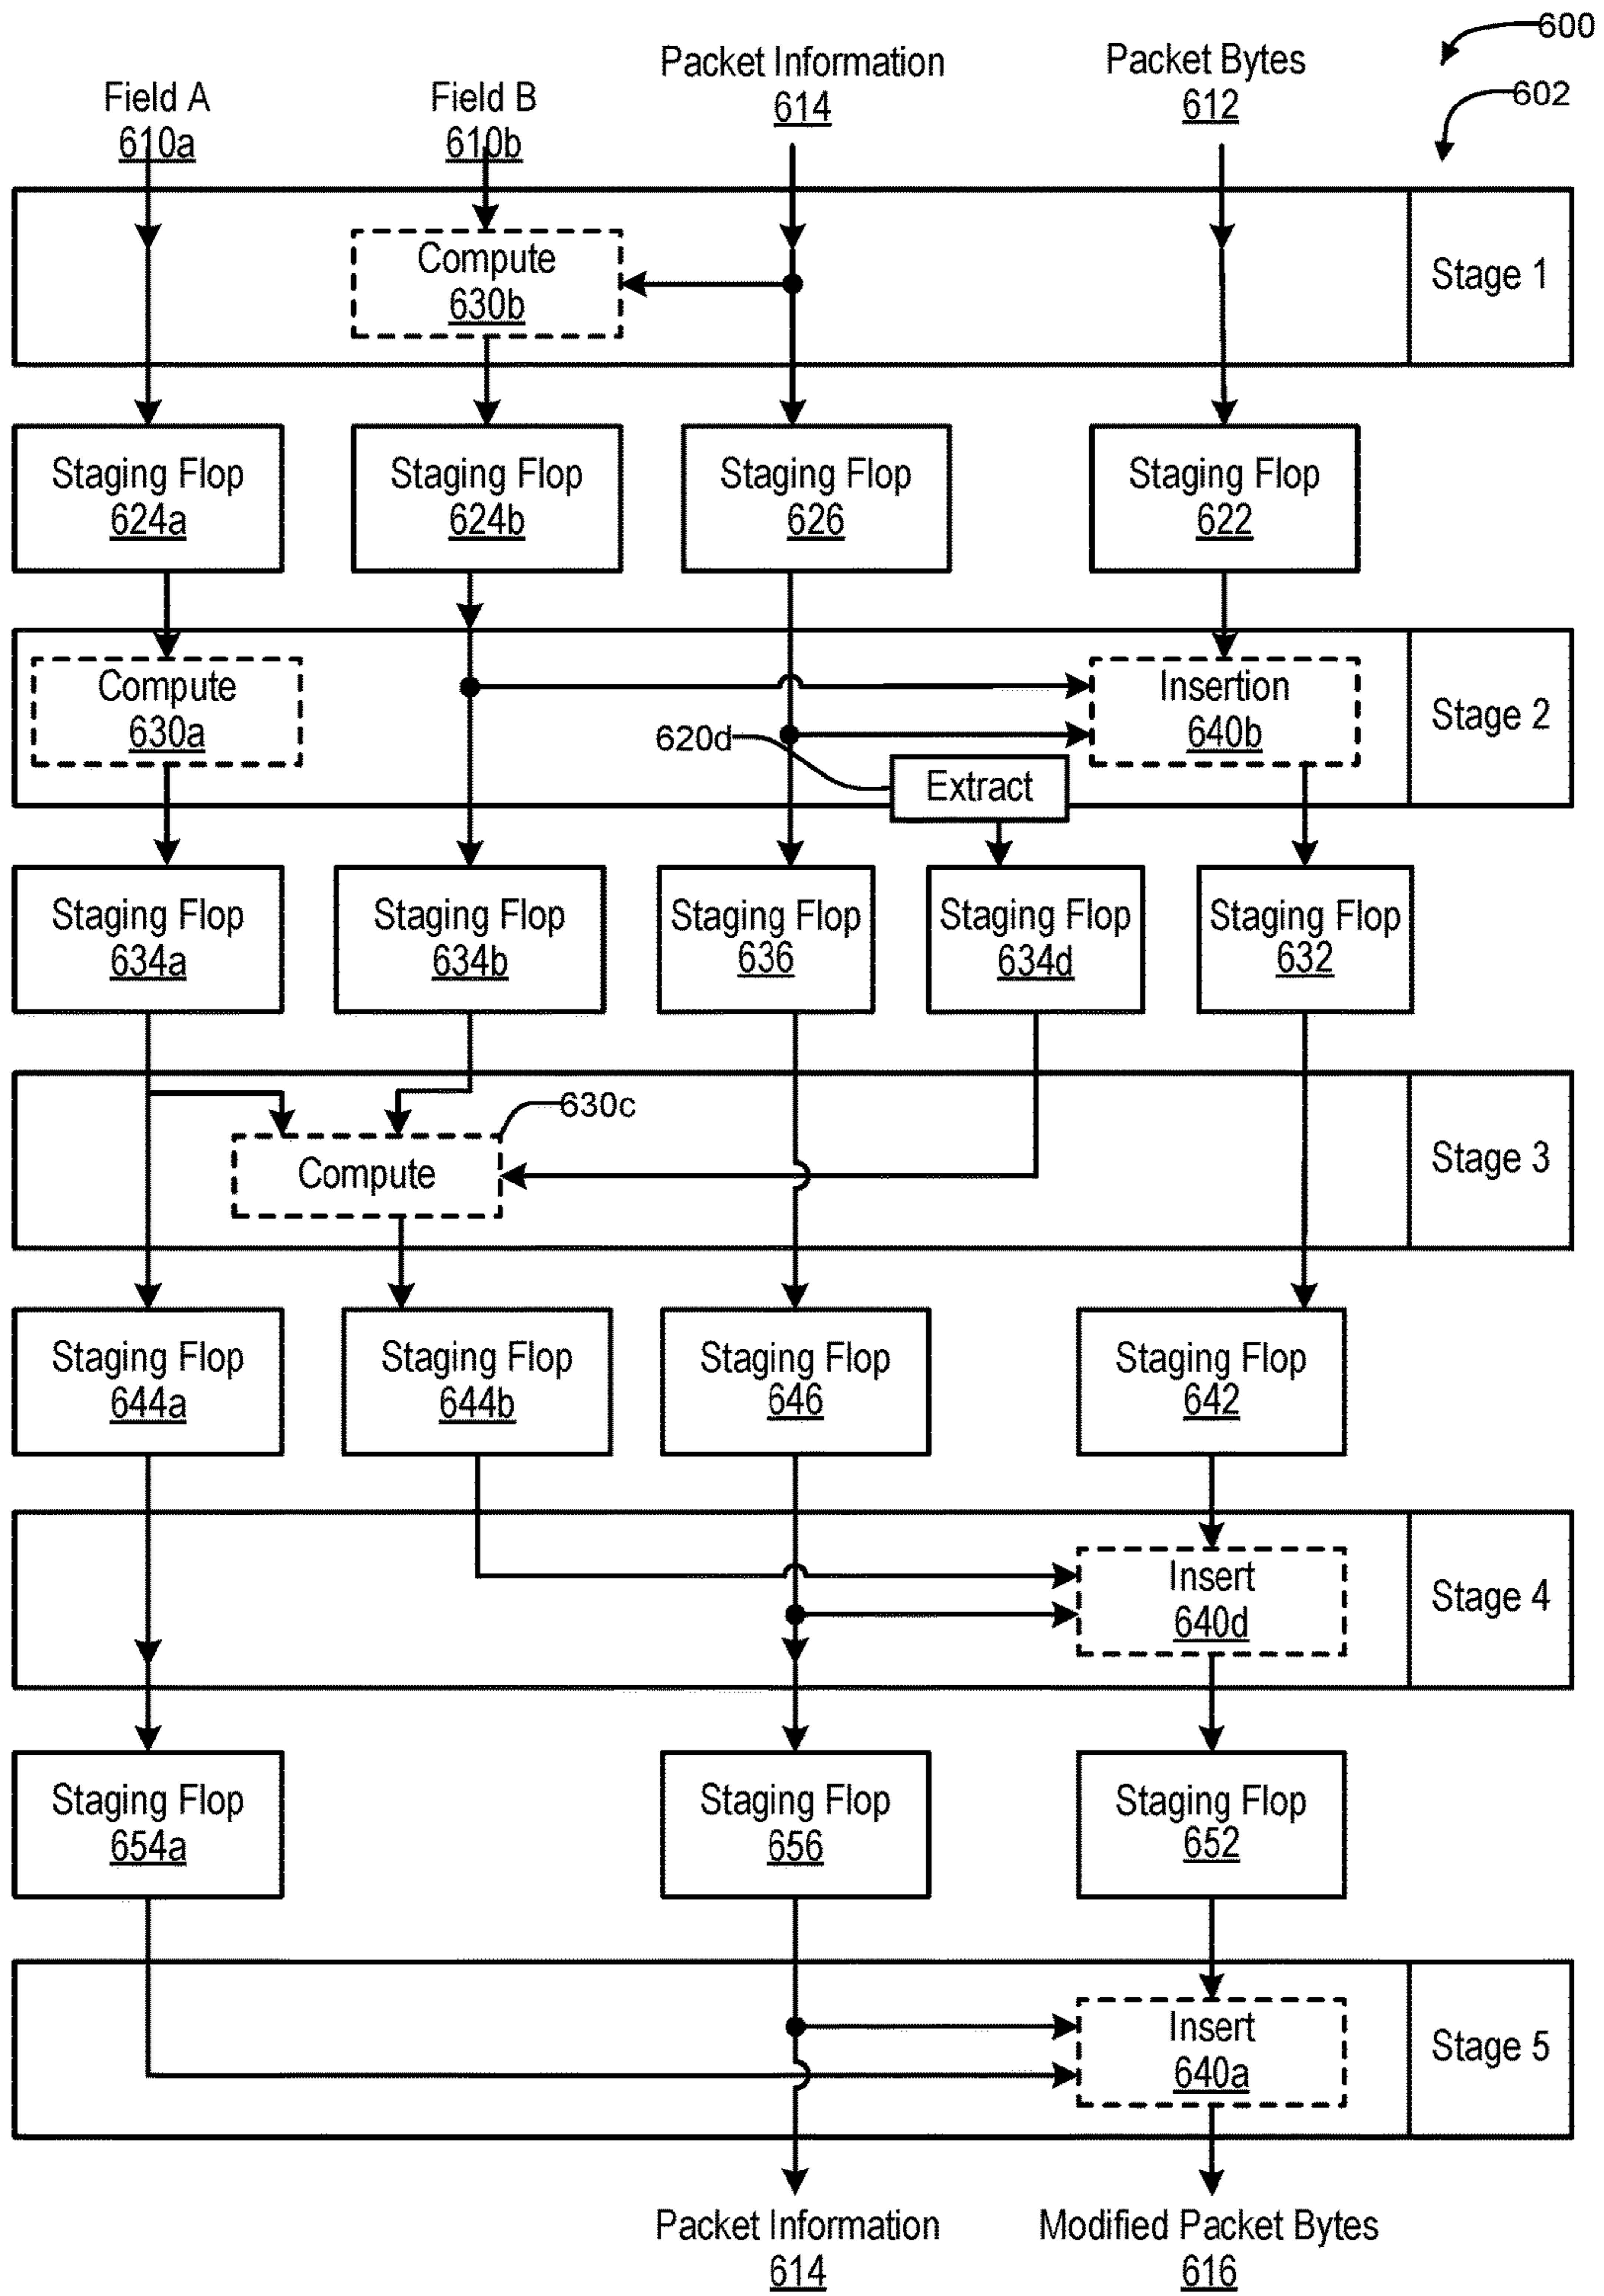 600
Packet Information
614
Packet Bytes
612
602
Field A
610a
Field B
610b
Compute
630b
Stage 1
Staging Flop
624a
Staging Flop
624b
Staging Flop
626
Staging Flop
622
Compute
630a
620d
Extract
Insertion
640b
Stage 2
Staging Flop
634a
Staging Flop
634b
Staging Flop
636
Staging Flop
634d
Staging Flop
632
630c
Compute
Stage 3
Staging Flop
644a
Staging Flop
644b
Staging Flop
646
Staging Flop
642
Insert
640d
Stage 4
Staging Flop
654a
Staging Flop
656
Staging Flop
652
Insert
640a
Stage 5
Packet Information
614
Modified Packet Bytes
616